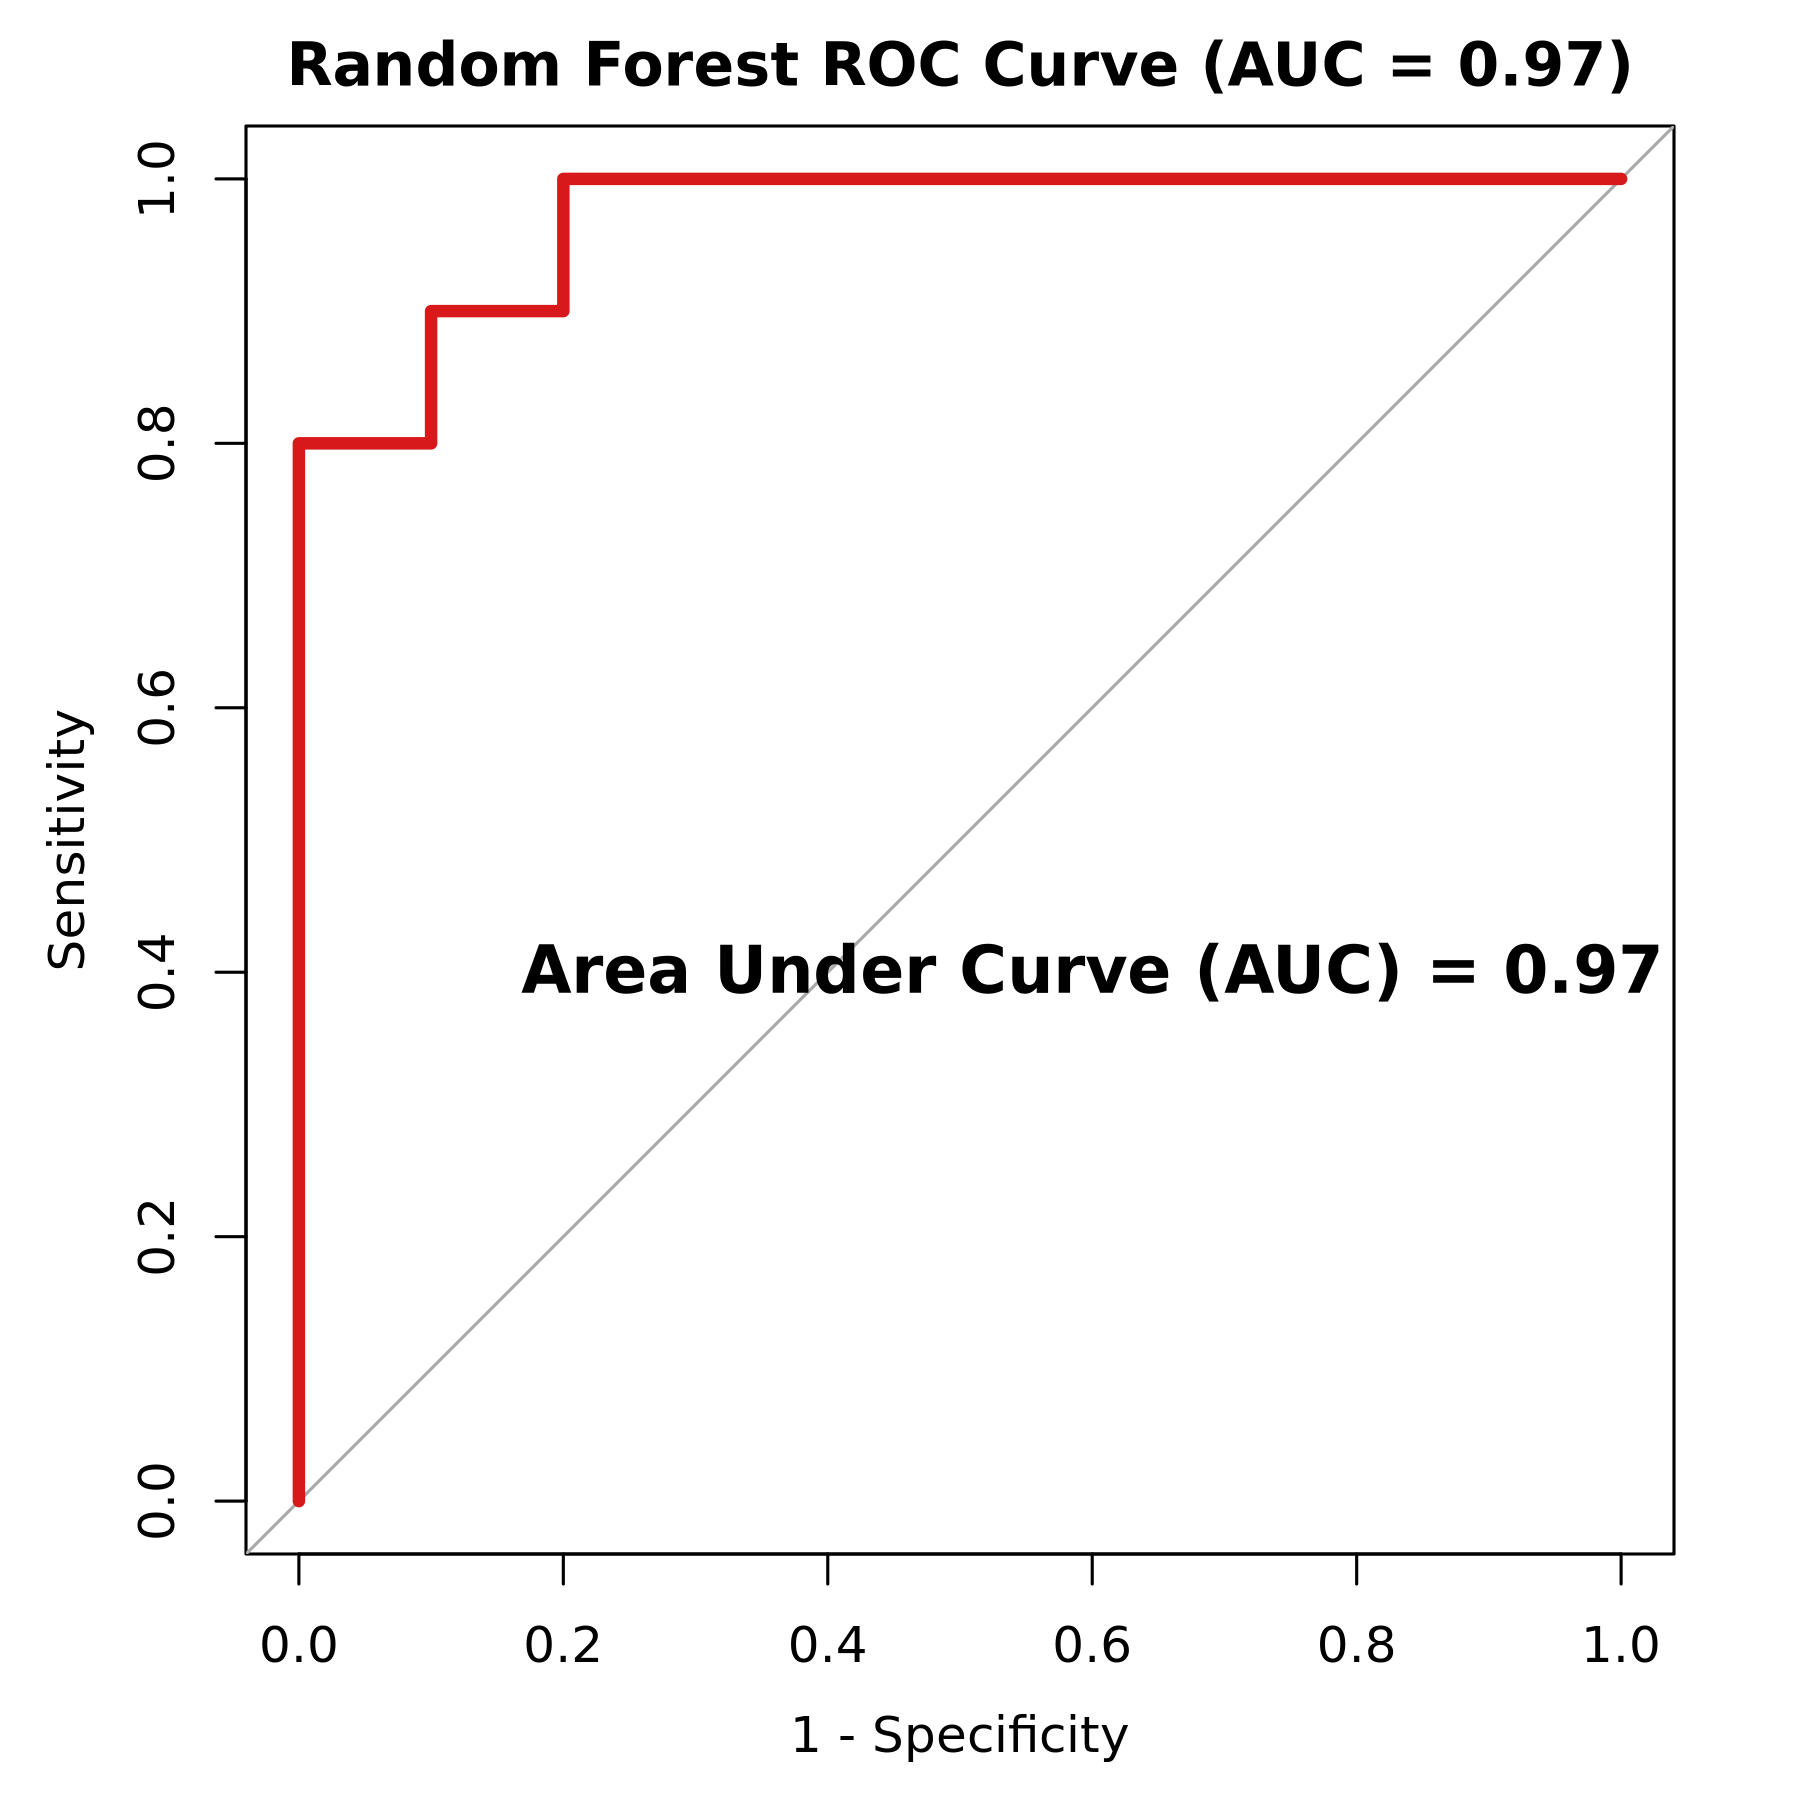 Random Forest ROC Curve (AUC = 0.97)
1.0
0.8
0.6
0.4
0.2
0.0
Sensitivity
Area Under Curve (AUC) = 0.97
0.0 0.2 0.4 0.6 0.8 1.0
1 - Specificity